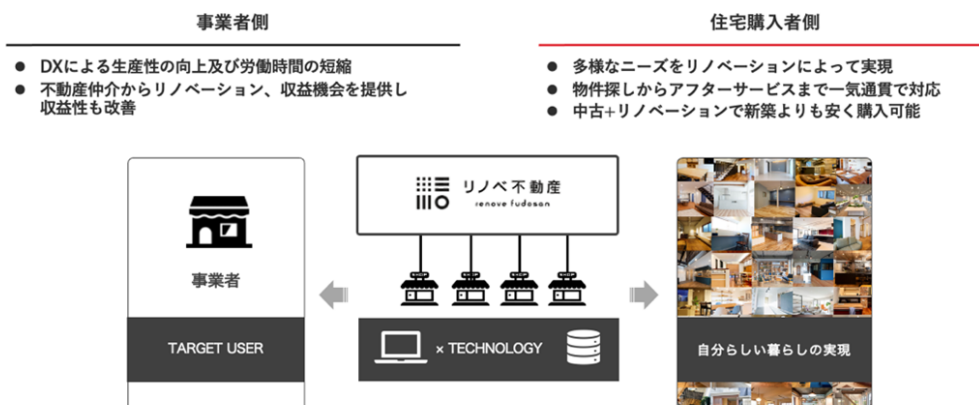 事業者側
● DXによる生産性の向上及び労働時間の短縮
● 不動産仲介からリノベーション、収益機会を提供し
収益性も改善
住宅購入者側
● 多様なニーズをリノベーションによって実現
● 物件探しからアフターサービスまで一気通貫で対応
● 中古+リノベーションで新築よりも安く購入可能
事業者
TARGET USER
リノベ不動産
renove fudosan
SHOP SHOP SHOP SHOP
× TECHNOLOGY
自分らしい暮らしの実現